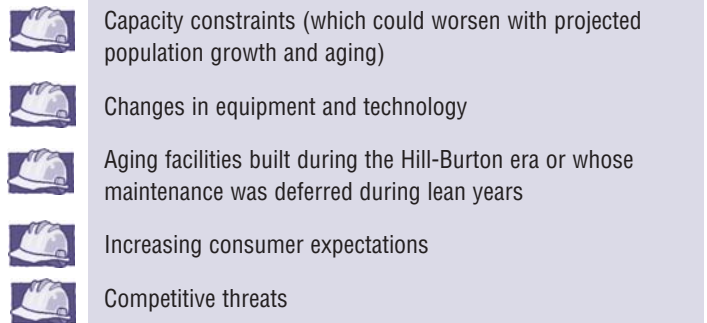 Capacity constraints (which could worsen with projected
population growth and aging)
Changes in equipment and technology
Aging facilities built during the Hill-Burton era or whose
maintenance was deferred during lean years
Increasing consumer expectations
Competitive threats